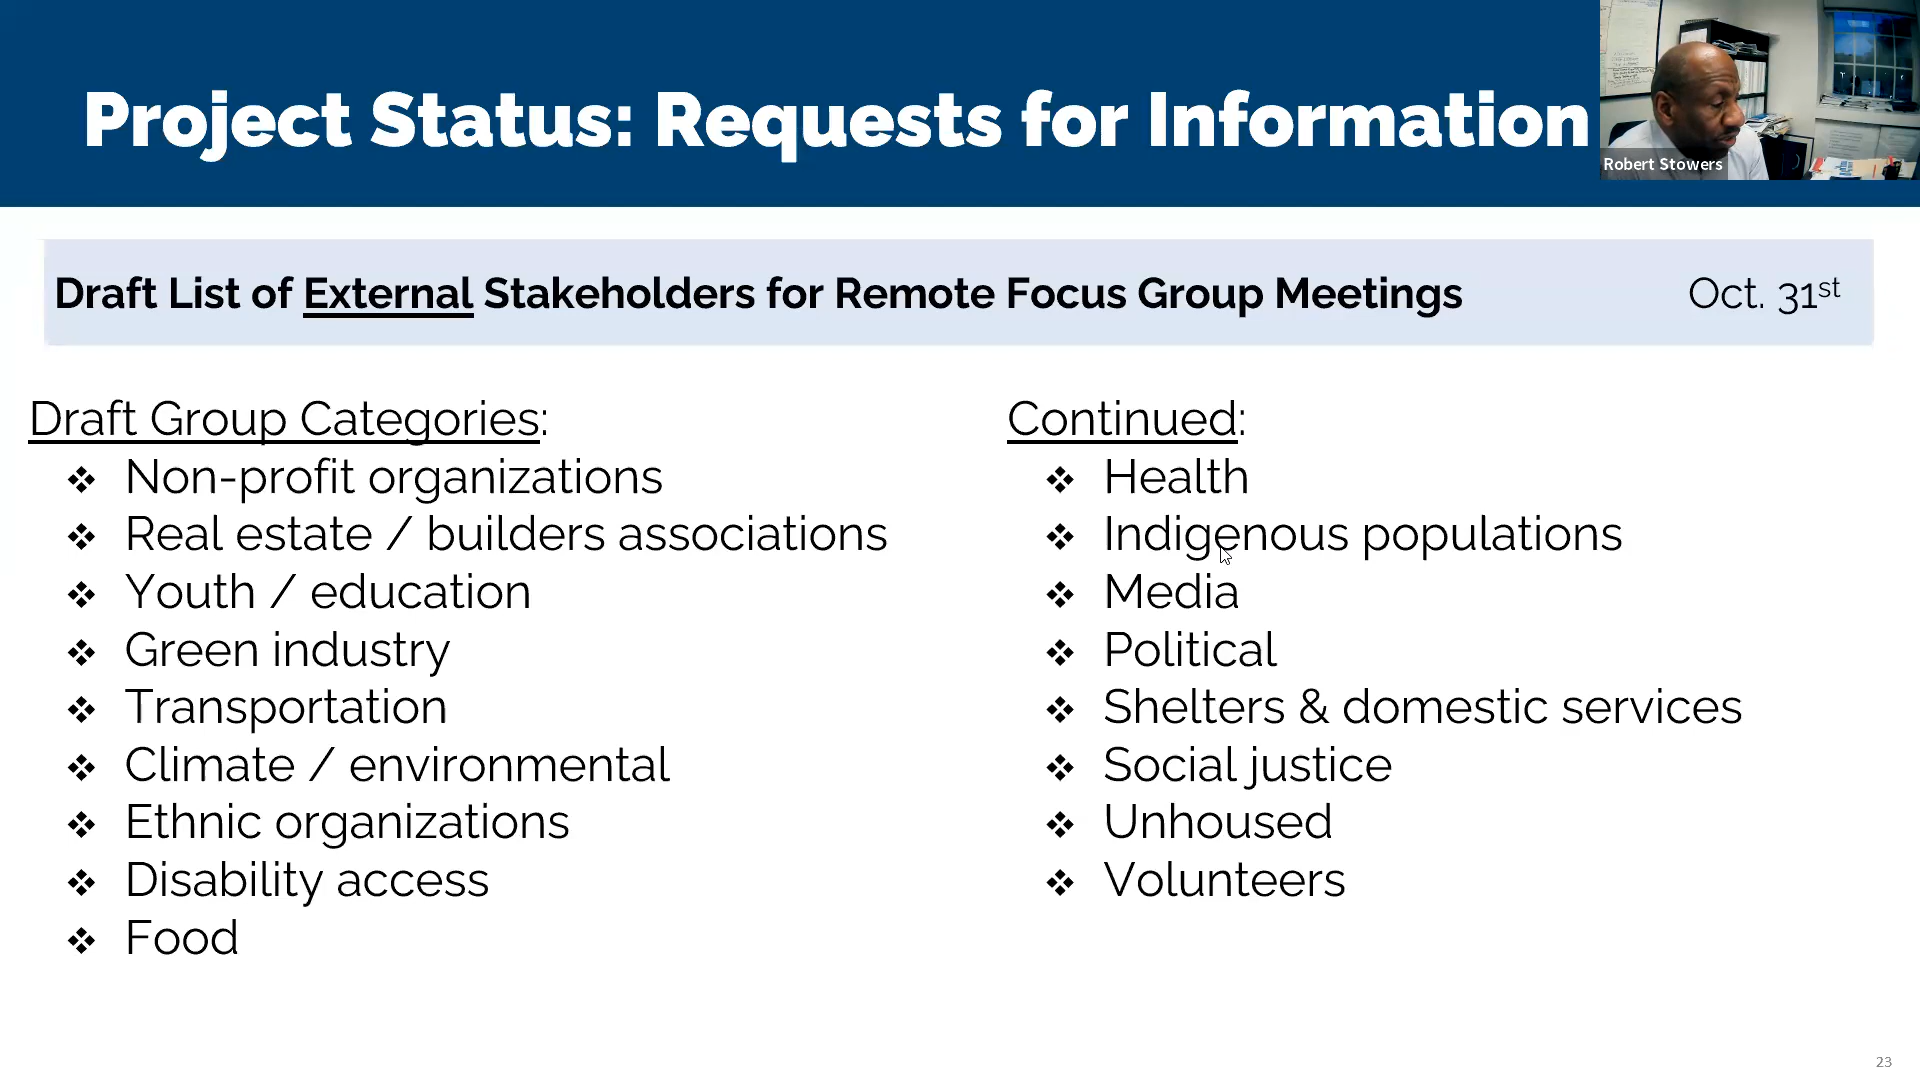 Project Status: Requests for Information
Robert Stowers
Draft List of External Stakeholders for Remote Focus Group Meetings Oct. 31st
Draft Group Categories:
❖ Non-profit organizations
❖ Real estate / builders associations
❖ Youth / education
❖ Green industry
❖ Transportation
❖ Climate / environmental
❖ Ethnic organizations
❖ Disability access
❖ Food
Continued:
❖ Health
❖ Indigenous populations
❖ Media
❖ Political
❖ Shelters & domestic services
❖ Social justice
❖ Unhoused
❖ Volunteers
23